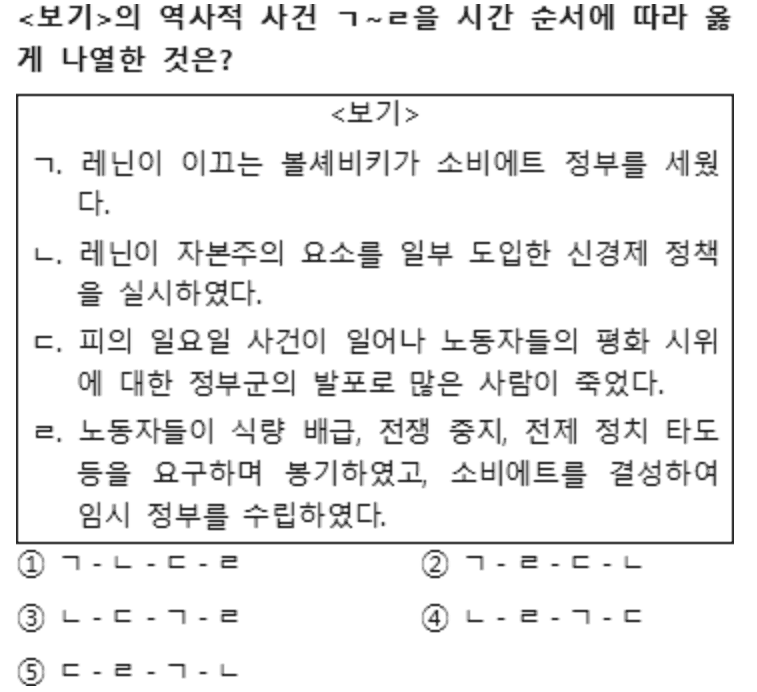 <보기>의 역사적 사건 ㄱ~ㄹ을 시간 순서에 따라 옳
게 나열한 것은?
<보기>
ㄱ. 레닌이 이끄는 볼셰비키가 소비에트 정부를 세웠
다.
ㄴ. 레닌이 자본주의 요소를 일부 도입한 신경제 정책
을 실시하였다.
ㄷ. 피의 일요일 사건이 일어나 노동자들의 평화 시위
에 대한 정부군의 발포로 많은 사람이 죽었다.
ㄹ. 노동자들이 식량 배급, 전쟁 중지, 전제 정치 타도
등을 요구하며 봉기하였고, 소비에트를 결성하여
임시 정부를 수립하였다.
① ㄱ - ㄴ - ㄷ - ㄹ ② ㄱ - ㄹ - ㄷ - ㄴ
③ ㄴ - ㄷ - ㄱ - ㄹ ④ ㄴ - ㄹ - ㄱ - ㄷ
⑤ ㄷ - ㄹ - ㄱ - ㄴ